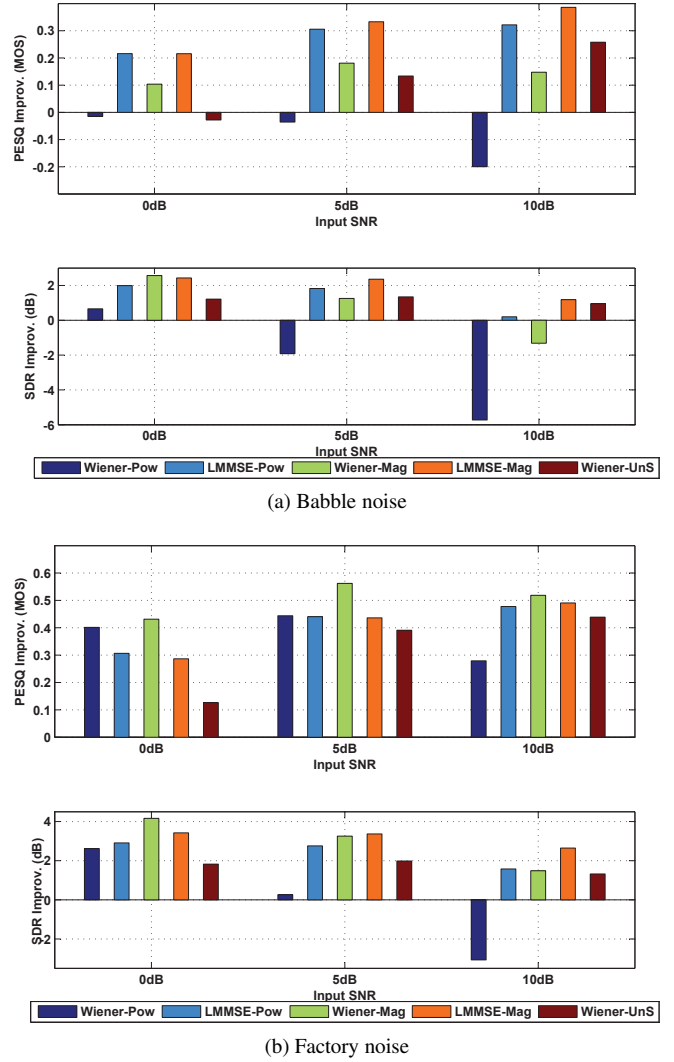 0.3
0.2
0.1
0
-0.1
-0.2
PESQ Improv. (MOS)
0dB 5dB 10dB
Input SNR
2
0
-2
-4
-6
SDR Improv. (dB)
0dB 5dB 10dB
Input SNR
Wiener-Pow LMMSE-Pow Wiener-Mag LMMSE-Mag Wiener-UnS
(a) Babble noise
0.6
0.5
0.4
0.3
0.2
0.1
0
PESQ Improv. (MOS)
0dB 5dB 10dB
Input SNR
4
2
0
-2
SDR Improv. (dB)
0dB 5dB 10dB
Input SNR
Wiener-Pow LMMSE-Pow Wiener-Mag LMMSE-Mag Wiener-UnS
(b) Factory noise